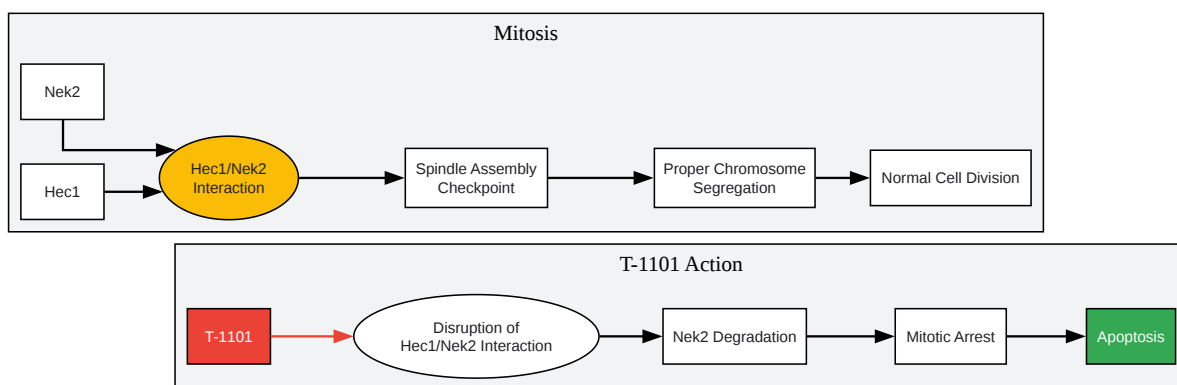 Mitosis
Nek2
Hec1
Hec1/Nek2
Interaction
Spindle Assembly
Checkpoint
Proper Chromosome
Segregation
Normal Cell Division
T-1101 Action
T-1101
Disruption of
Hec1/Nek2 Interaction
Nek2 Degradation
Mitotic Arrest
Apoptosis